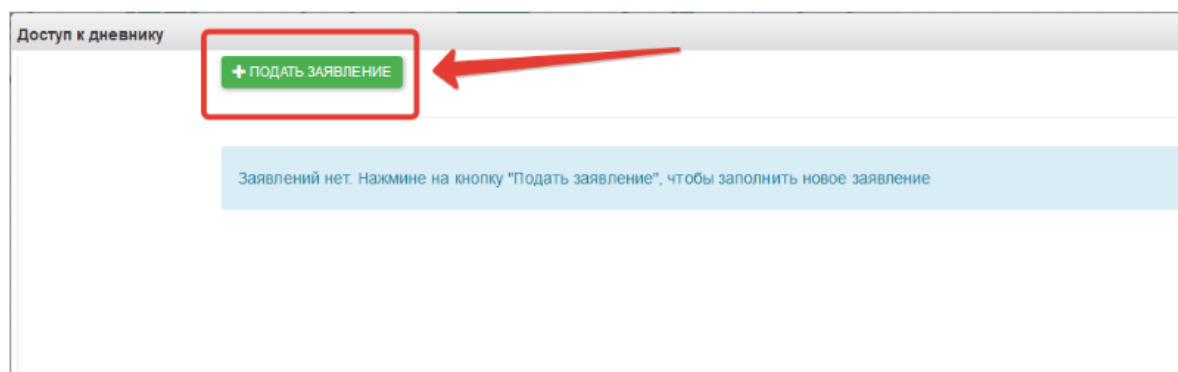 Доступ к дневнику
+ ПОДАТЬ ЗАЯВЛЕНИЕ
Заявлений нет. Нажмине на кнопку "Подать заявление", чтобы заполнить новое заявление